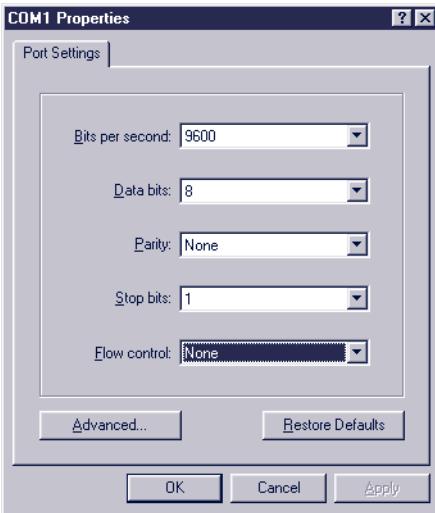 COM1 Properties
Port Settings
Bits per second: 9600
Data bits: 8
Parity: None
Stop bits: 1
Flow control: None
Advanced... Restore Defaults
OK Cancel Apply